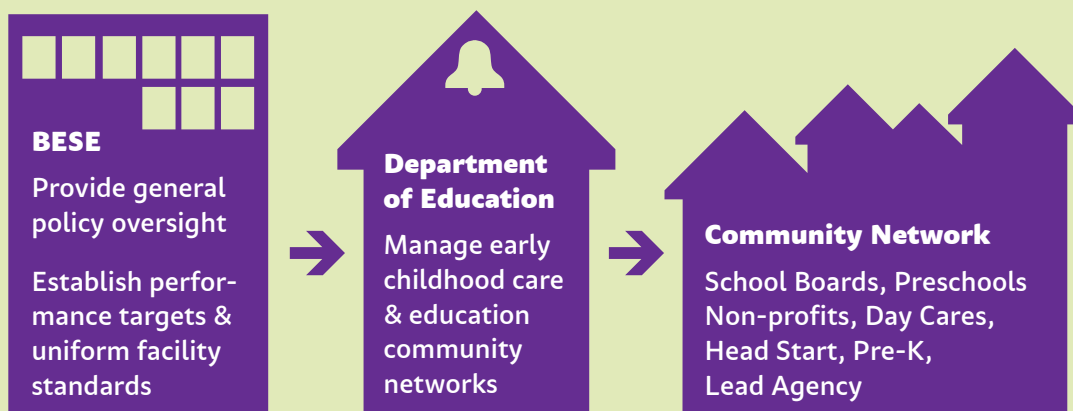 BESE
Provide general
policy oversight
Establish perfor-
mance targets &
uniform facility
standards
Department
of Education
Manage early
childhood care
& education
community
networks
Community Network
School Boards, Preschools
Non-profits, Day Cares,
Head Start, Pre-K,
Lead Agency